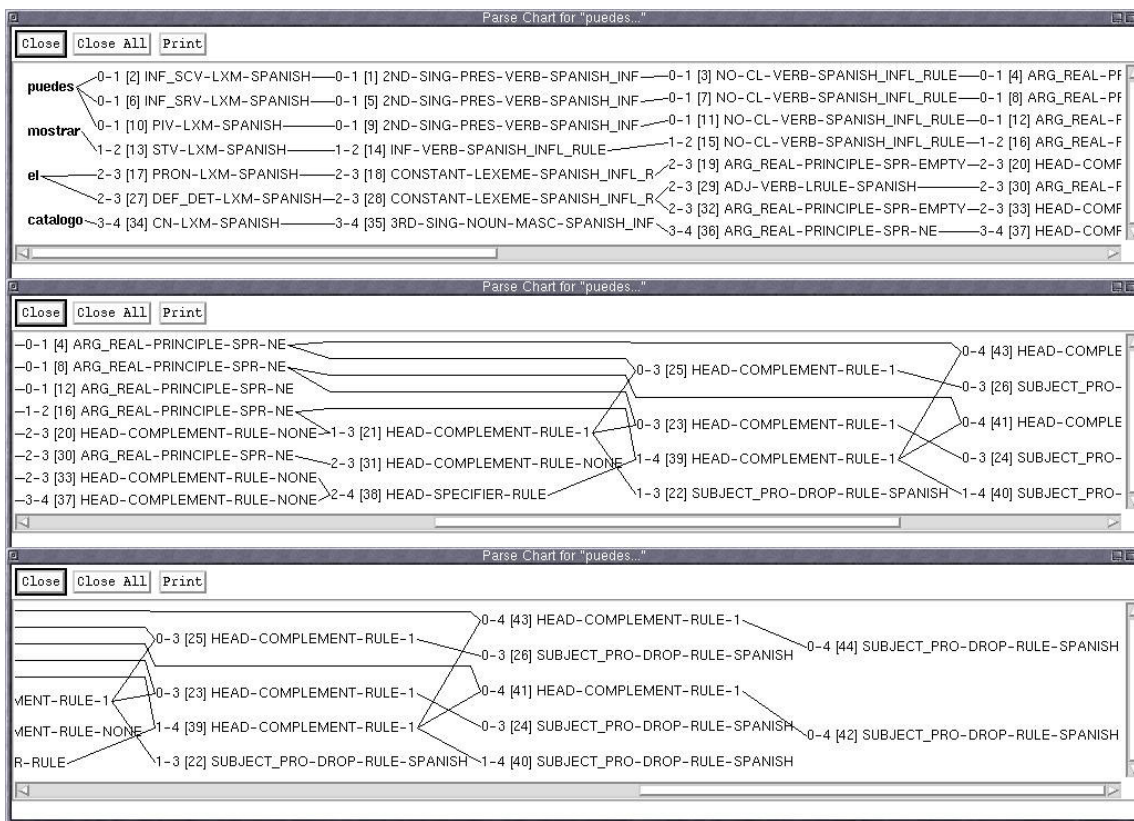 Parse Chart for "puedes..."
Close Close All Print
puedes 0-1 [2] INF_SCV-LXM-SPANISH 0-1 [1] 2ND-SING-PRES-VERB-SPANISH_INF 0-1 [3] NO-CL-VERB-SPANISH_INFL_RULE 0-1 [4] ARG_REAL-PF
0-1 [6] INF_SRV-LXM-SPANISH 0-1 [5] 2ND-SING-PRES-VERB-SPANISH_INF 0-1 [7] NO-CL-VERB-SPANISH_INFL_RULE 0-1 [8] ARG_REAL-PF
0-1 [10] PIV-LXM-SPANISH 0-1 [9] 2ND-SING-PRES-VERB-SPANISH_INF 0-1 [11] NO-CL-VERB-SPANISH_INFL_RULE 0-1 [12] ARG_REAL-F
mostrar 1-2 [13] STV-LXM-SPANISH 1-2 [14] INF-VERB-SPANISH_INFL_RULE 1-2 [15] NO-CL-VERB-SPANISH_INFL_RULE 1-2 [16] ARG_REAL-F
el 2-3 [17] PRON-LXM-SPANISH 2-3 [18] CONSTANT-LEXEME-SPANISH_INFL_R 2-3 [19] ARG_REAL-PRINCIPLE-SPR-EMPTY 2-3 [20] HEAD-COMF
2-3 [29] ADJ-VERB-LRULE-SPANISH 2-3 [30] ARG_REAL-F
2-3 [27] DEF_DET-LXM-SPANISH 2-3 [28] CONSTANT-LEXEME-SPANISH_INFL_R 2-3 [32] ARG_REAL-PRINCIPLE-SPR-EMPTY 2-3 [33] HEAD-COMF
catalogo 3-4 [34] CN-LXM-SPANISH 3-4 [35] 3RD-SING-NOUN-MASC-SPANISH_INF 3-4 [36] ARG_REAL-PRINCIPLE-SPR-NE 3-4 [37] HEAD-COMF
Parse Chart for "puedes..."
Close Close All Print
0-1 [4] ARG_REAL-PRINCIPLE-SPR-NE 0-4 [43] HEAD-COMPLE
0-1 [8] ARG_REAL-PRINCIPLE-SPR-NE 0-3 [25] HEAD-COMPLEMENT-RULE-1
0-1 [12] ARG_REAL-PRINCIPLE-SPR-NE 0-3 [26] SUBJECT_PRO-
1-2 [16] ARG_REAL-PRINCIPLE-SPR-NE 0-3 [23] HEAD-COMPLEMENT-RULE-1 0-4 [41] HEAD-COMPLE
2-3 [20] HEAD-COMPLEMENT-RULE-NONE 1-3 [21] HEAD-COMPLEMENT-RULE-1
2-3 [30] ARG_REAL-PRINCIPLE-SPR-NE 2-3 [31] HEAD-COMPLEMENT-RULE-NONE 1-4 [39] HEAD-COMPLEMENT-RULE-1 0-3 [24] SUBJECT_PRO-
2-3 [33] HEAD-COMPLEMENT-RULE-NONE
3-4 [37] HEAD-COMPLEMENT-RULE-NONE 2-4 [38] HEAD-SPECIFIER-RULE 1-3 [22] SUBJECT_PRO-DROP-RULE-SPANISH 1-4 [40] SUBJECT_PRO-
Parse Chart for "puedes..."
Close Close All Print
0-4 [43] HEAD-COMPLEMENT-RULE-1
0-3 [25] HEAD-COMPLEMENT-RULE-1 0-4 [44] SUBJECT_PRO-DROP-RULE-SPANISH
0-3 [26] SUBJECT_PRO-DROP-RULE-SPANISH
MENT-RULE-1 0-3 [23] HEAD-COMPLEMENT-RULE-1 0-4 [41] HEAD-COMPLEMENT-RULE-1
MENT-RULE-NONE 1-4 [39] HEAD-COMPLEMENT-RULE-1 0-3 [24] SUBJECT_PRO-DROP-RULE-SPANISH 0-4 [42] SUBJECT_PRO-DROP-RULE-SPANISH
R-RULE 1-3 [22] SUBJECT_PRO-DROP-RULE-SPANISH 1-4 [40] SUBJECT_PRO-DROP-RULE-SPANISH